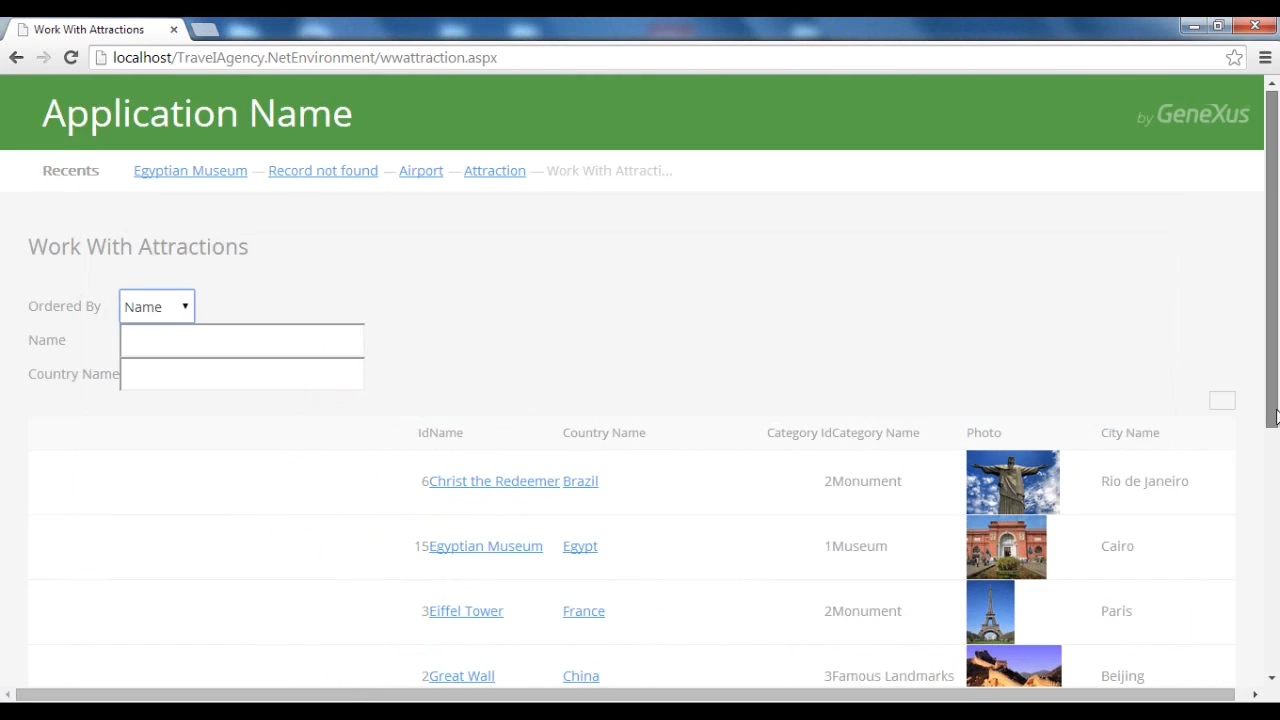 Work With Attractions
localhost/TravelAgency.NetEnvironment/wwattraction.aspx
Application Name
by GeneXus
Recents Egyptian Museum — Record not found — Airport — Attraction — Work With Attracti...
Work With Attractions
Ordered By Name
Name
Country Name
Id Name Country Name Category Id Category Name Photo City Name
6 Christ the Redeemer Brazil 2 Monument Rio de Janeiro
15 Egyptian Museum Egypt 1 Museum Cairo
3 Eiffel Tower France 2 Monument Paris
2 Great Wall China 3 Famous Landmarks Beijing